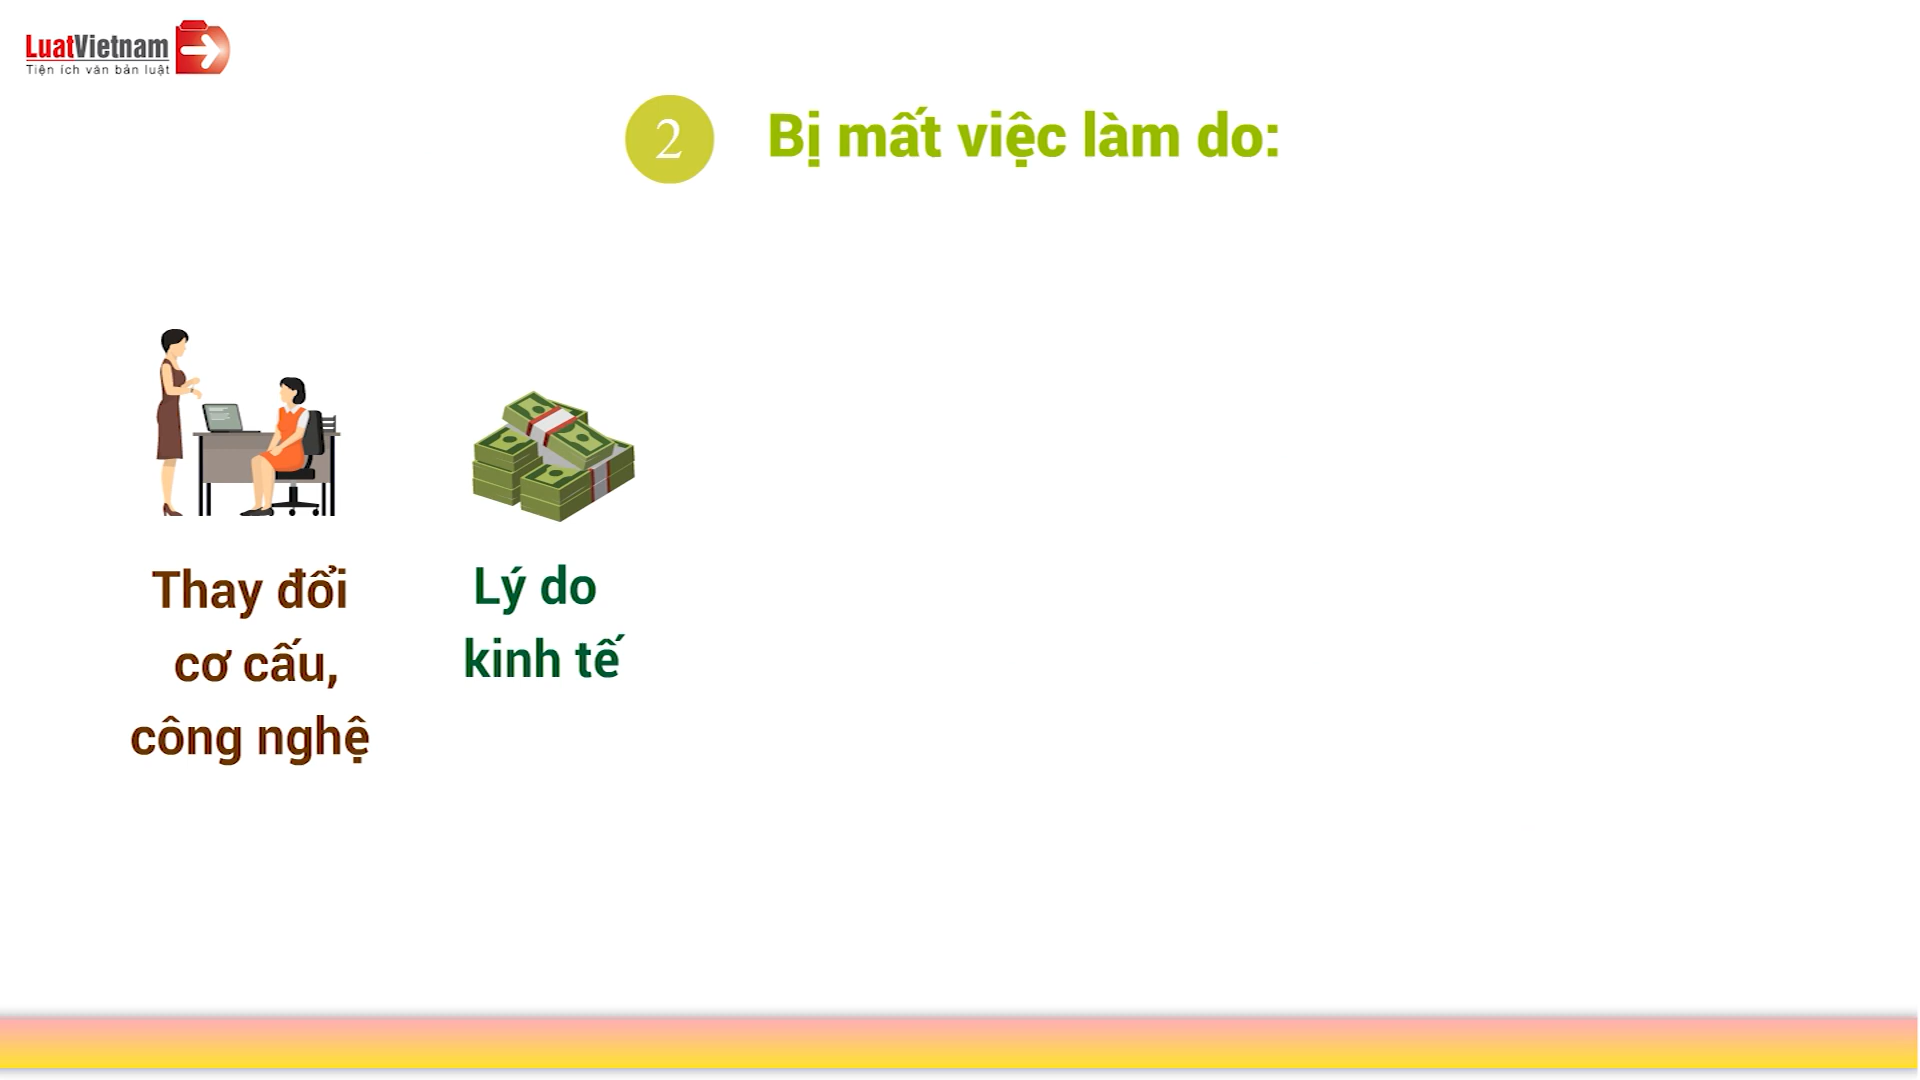 LuatVietnam
Tiện ích văn bản luật
2 Bị mất việc làm do:
Thay đổi
cơ cấu,
công nghệ
Lý do
kinh tế